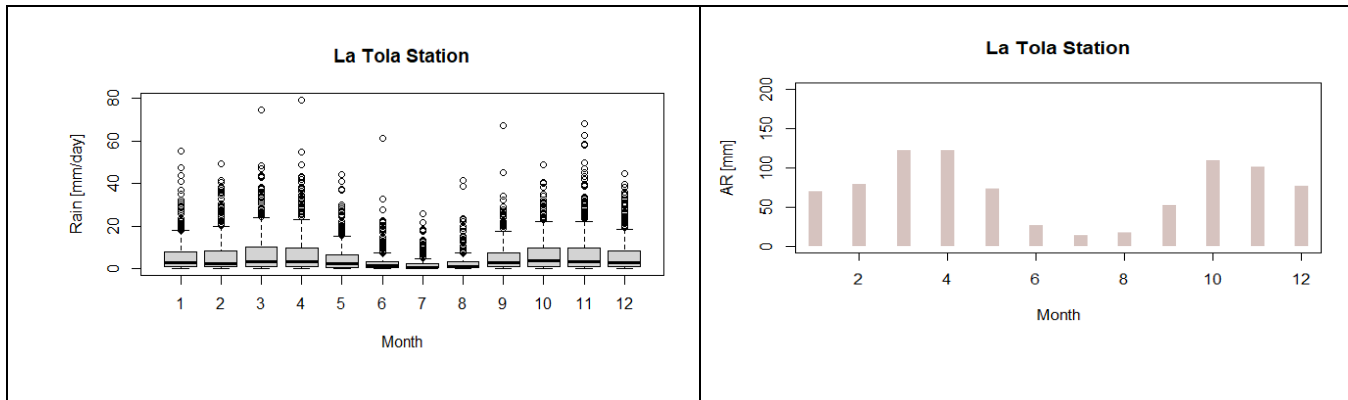 La Tola Station
Rain [mm/day]
80
60
40
20
0
1 2 3 4 5 6 7 8 9 10 11 12
Month
La Tola Station
AR [mm]
200
150
100
50
0
2 4 6 8 10 12
Month